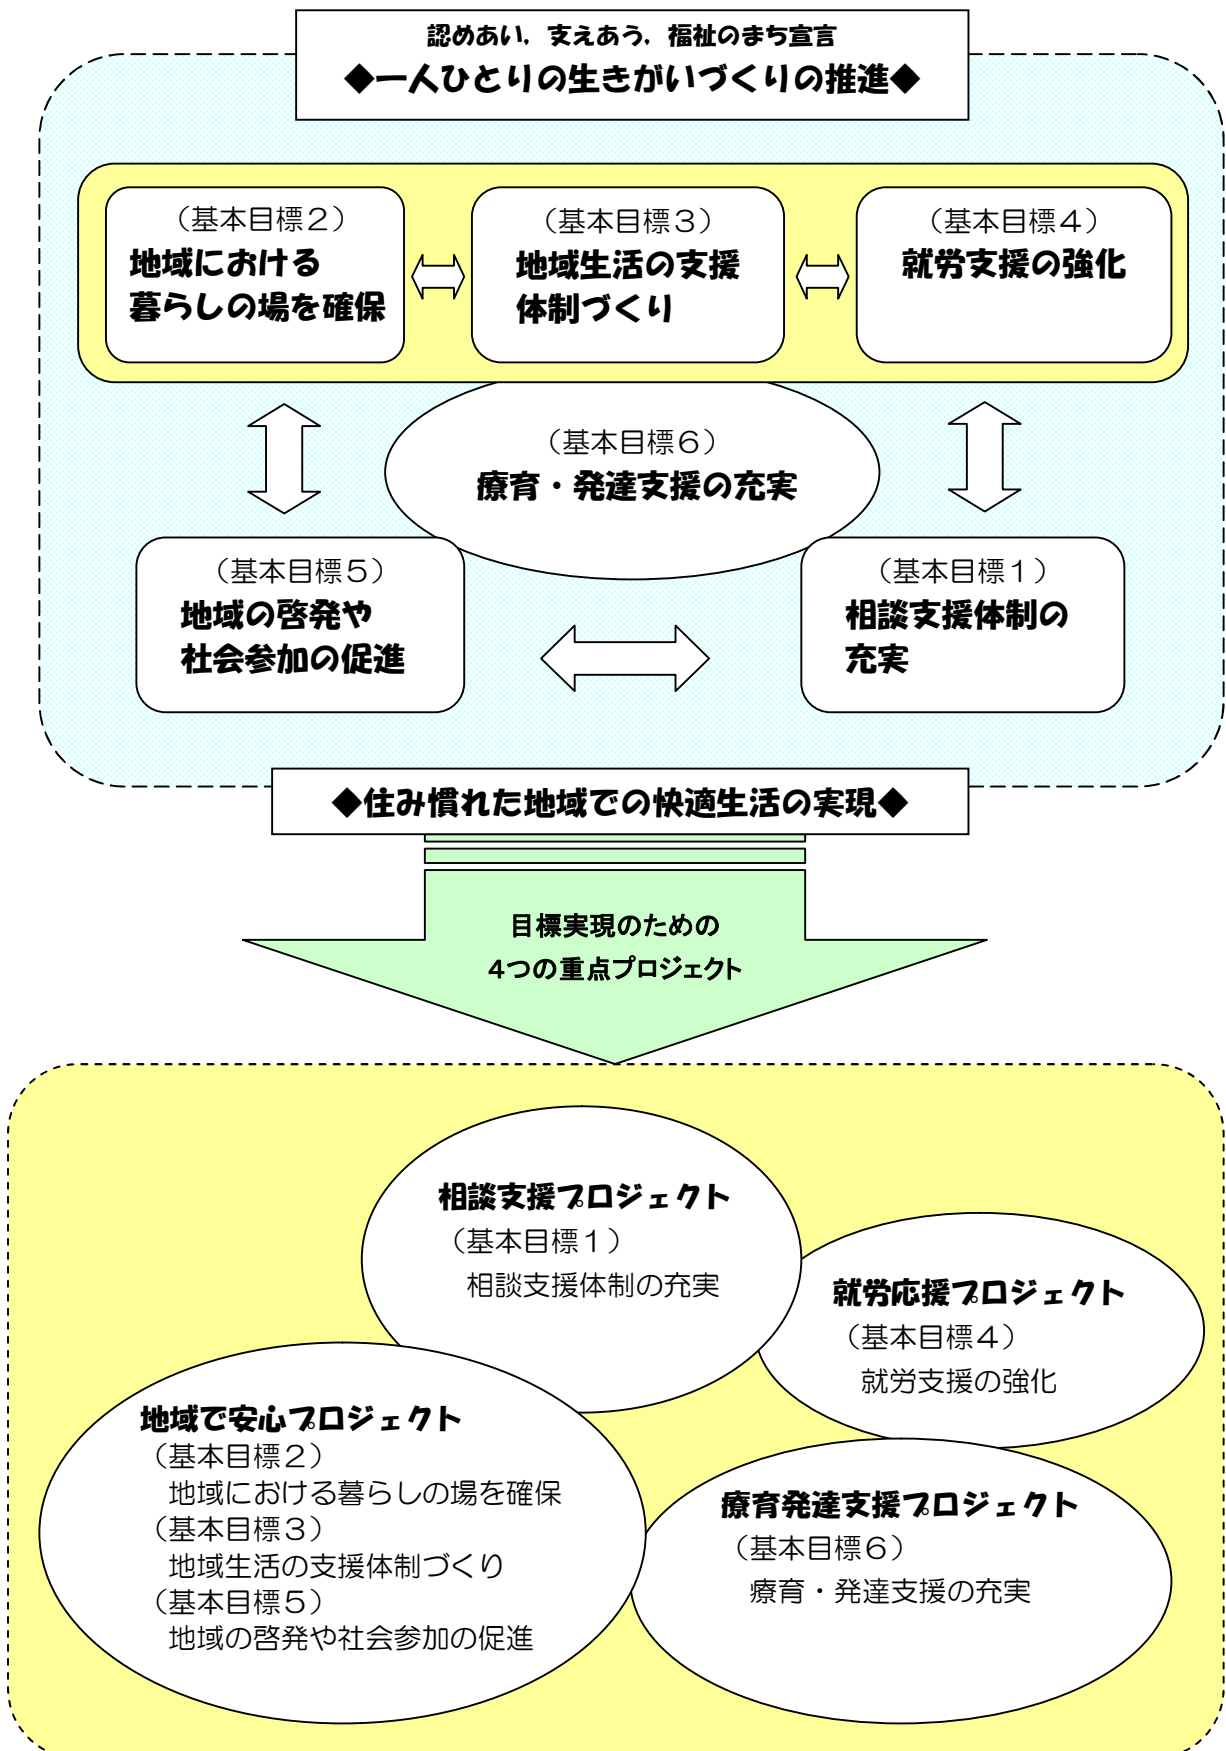 認めあい，支えあう，福祉のまち宣言
◆一人ひとりの生きがいづくりの推進◆
（基本目標２）
地域における
暮らしの場を確保
（基本目標３）
地域生活の支援
体制づくり
（基本目標４）
就労支援の強化
（基本目標６）
療育・発達支援の充実
（基本目標５）
地域の啓発や
社会参加の促進
（基本目標１）
相談支援体制の
充実
◆住み慣れた地域での快適生活の実現◆
目標実現のための
４つの重点プロジェクト
相談支援プロジェクト
（基本目標１）
相談支援体制の充実
就労応援プロジェクト
（基本目標４）
就労支援の強化
地域で安心プロジェクト
（基本目標２）
地域における暮らしの場を確保
（基本目標３）
地域生活の支援体制づくり
（基本目標５）
地域の啓発や社会参加の促進
療育発達支援プロジェクト
（基本目標６）
療育・発達支援の充実